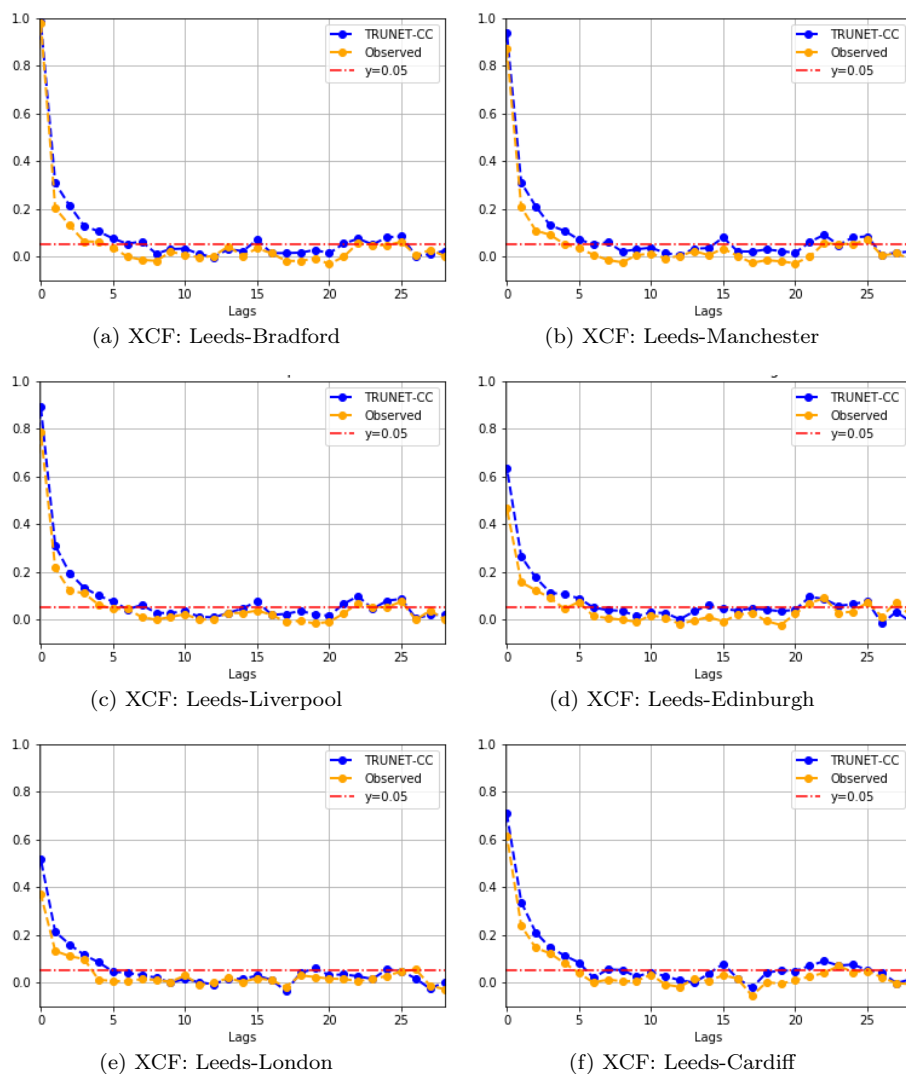 1.0
0.8
0.6
0.4
0.2
0.0
0 5 10 15 20 25
Lags
TRUNET-CC
Observed
y=0.05
(a) XCF: Leeds-Bradford
1.0
0.8
0.6
0.4
0.2
0.0
0 5 10 15 20 25
Lags
TRUNET-CC
Observed
y=0.05
(b) XCF: Leeds-Manchester
1.0
0.8
0.6
0.4
0.2
0.0
0 5 10 15 20 25
Lags
TRUNET-CC
Observed
y=0.05
(c) XCF: Leeds-Liverpool
1.0
0.8
0.6
0.4
0.2
0.0
0 5 10 15 20 25
Lags
TRUNET-CC
Observed
y=0.05
(d) XCF: Leeds-Edinburgh
1.0
0.8
0.6
0.4
0.2
0.0
0 5 10 15 20 25
Lags
TRUNET-CC
Observed
y=0.05
(e) XCF: Leeds-London
1.0
0.8
0.6
0.4
0.2
0.0
0 5 10 15 20 25
Lags
TRUNET-CC
Observed
y=0.05
(f) XCF: Leeds-Cardiff